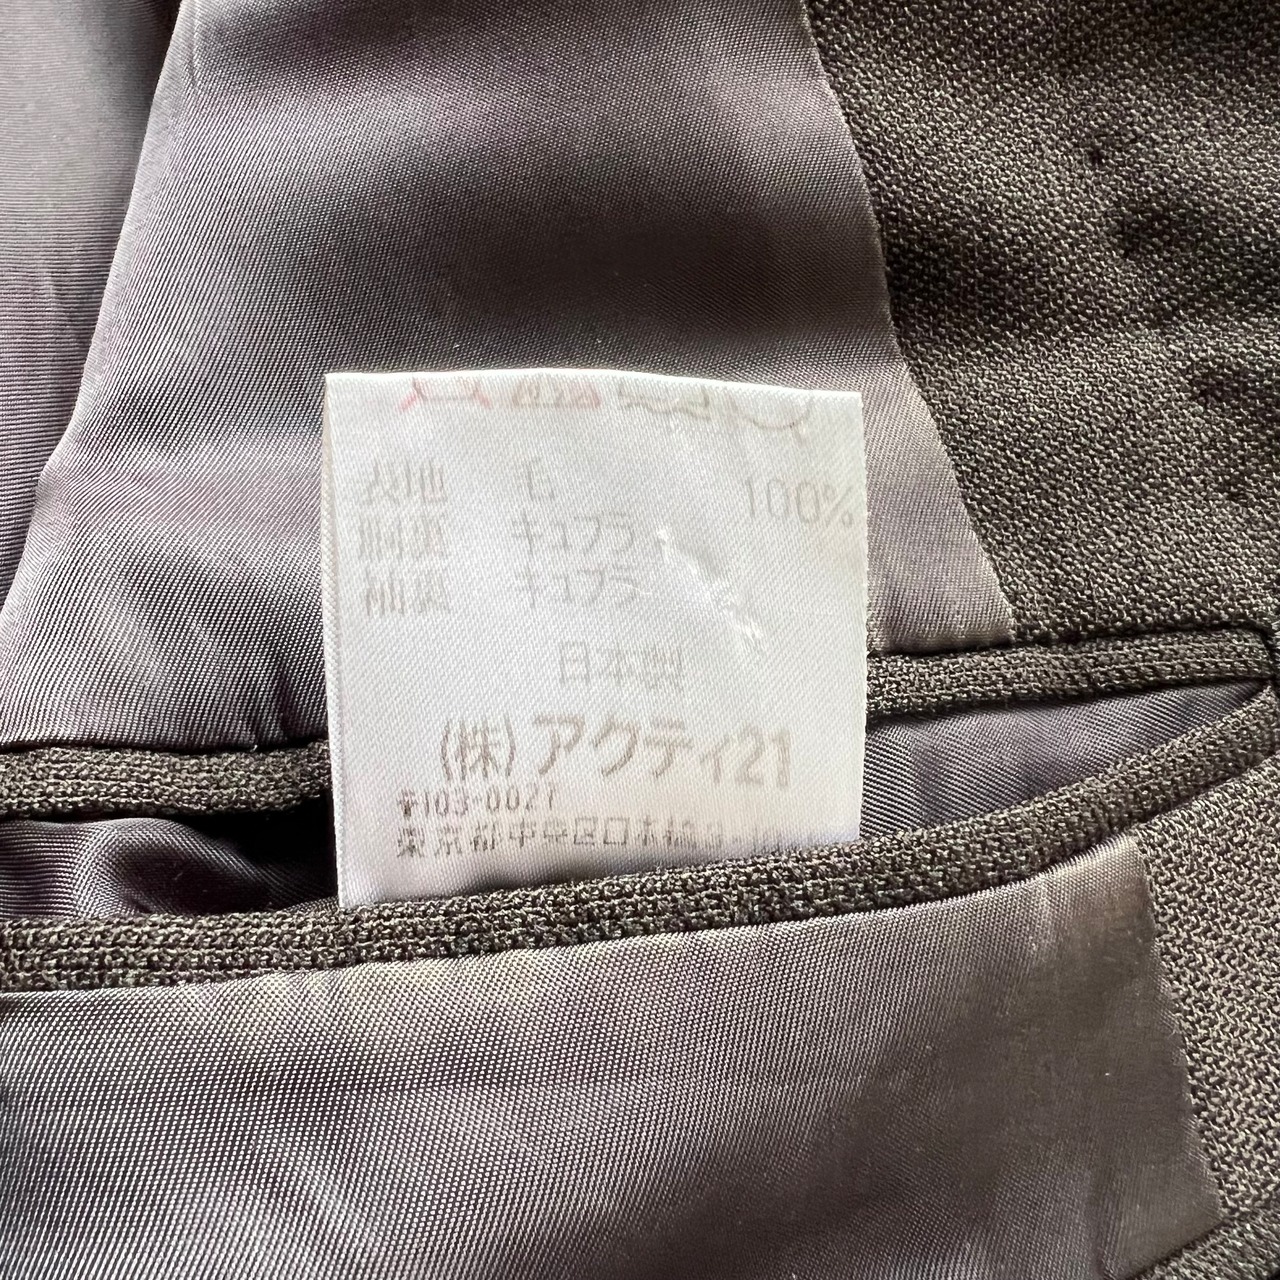 表地 毛 100%
胴裏 キュプラ
袖裏 キュプラ
日本製
(株)アクティ21
〒103-0027
東京都中央区日本橋